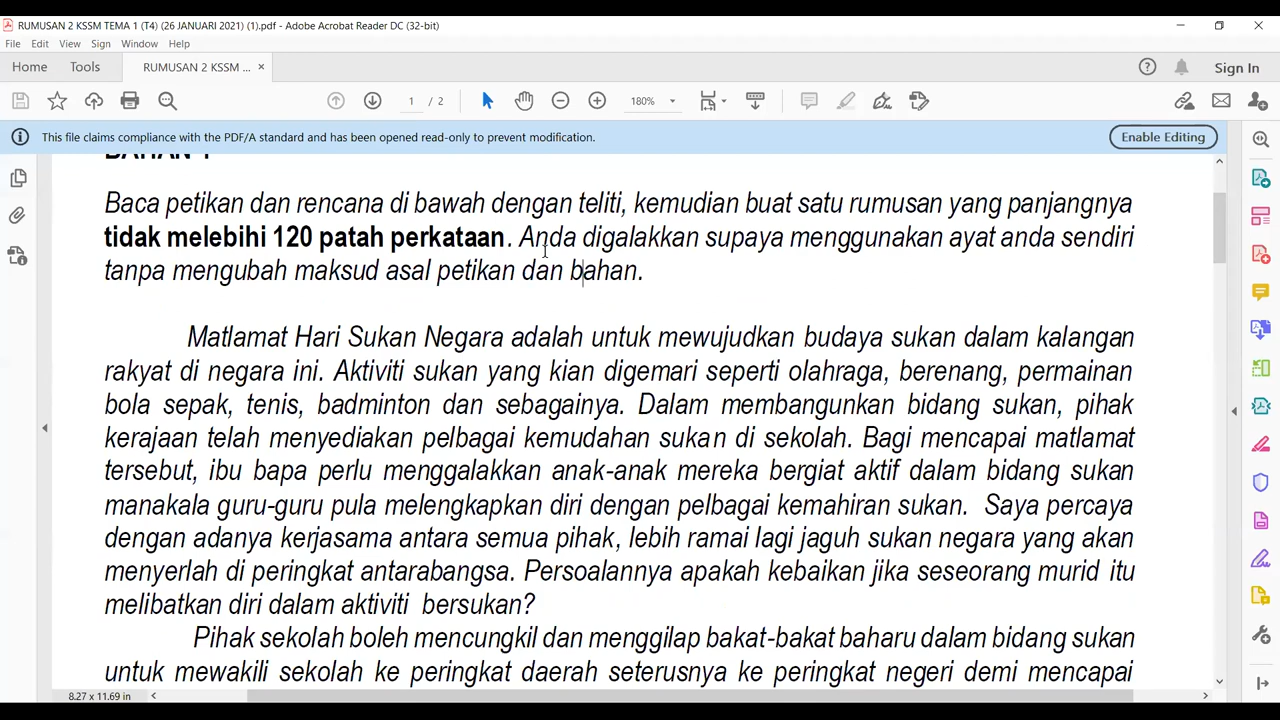 RUMUSAN 2 KSSM TEMA 1 (T4) (26 JANUARI 2021) (1).pdf - Adobe Acrobat Reader DC (32-bit)
File Edit View Sign Window Help
Home Tools RUMUSAN 2 KSSM ... × Sign In
1 / 2 180%
This file claims compliance with the PDF/A standard and has been opened read-only to prevent modification. Enable Editing
BAHAN 1
Baca petikan dan rencana di bawah dengan teliti, kemudian buat satu rumusan yang panjangnya
tidak melebihi 120 patah perkataan. Anda digalakkan supaya menggunakan ayat anda sendiri
tanpa mengubah maksud asal petikan dan bahan.
Matlamat Hari Sukan Negara adalah untuk mewujudkan budaya sukan dalam kalangan
rakyat di negara ini. Aktiviti sukan yang kian digemari seperti olahraga, berenang, permainan
bola sepak, tenis, badminton dan sebagainya. Dalam membangunkan bidang sukan, pihak
kerajaan telah menyediakan pelbagai kemudahan sukan di sekolah. Bagi mencapai matlamat
tersebut, ibu bapa perlu menggalakkan anak-anak mereka bergiat aktif dalam bidang sukan
manakala guru-guru pula melengkapkan diri dengan pelbagai kemahiran sukan. Saya percaya
dengan adanya kerjasama antara semua pihak, lebih ramai lagi jaguh sukan negara yang akan
menyerlah di peringkat antarabangsa. Persoalannya apakah kebaikan jika seseorang murid itu
melibatkan diri dalam aktiviti bersukan?
Pihak sekolah boleh mencungkil dan menggilap bakat-bakat baharu dalam bidang sukan
untuk mewakili sekolah ke peringkat daerah seterusnya ke peringkat negeri demi mencapai
8.27 x 11.69 in